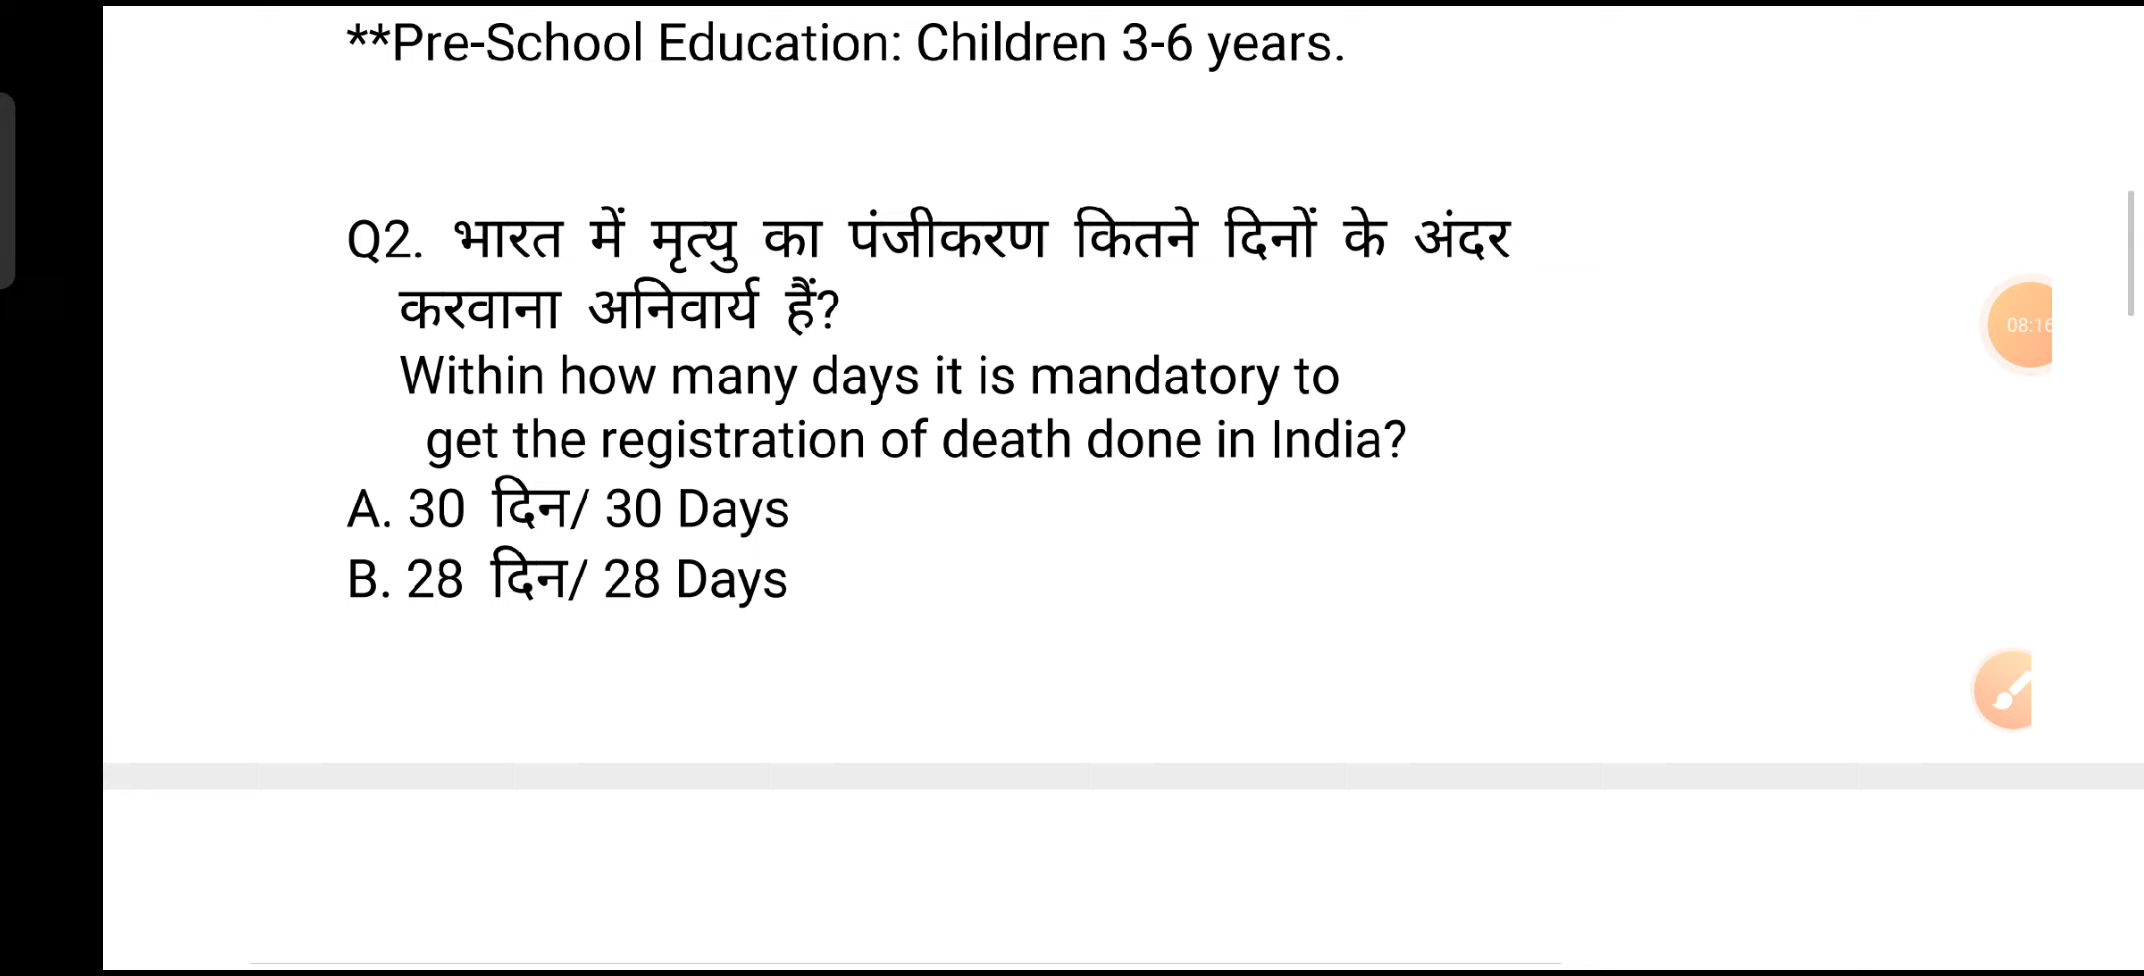 **Pre-School Education: Children 3-6 years.
Q2. भारत में मृत्यु का पंजीकरण कितने दिनों के अंदर
करवाना अनिवार्य हैं?
Within how many days it is mandatory to
get the registration of death done in India?
A. 30 दिन/ 30 Days
B. 28 दिन/ 28 Days